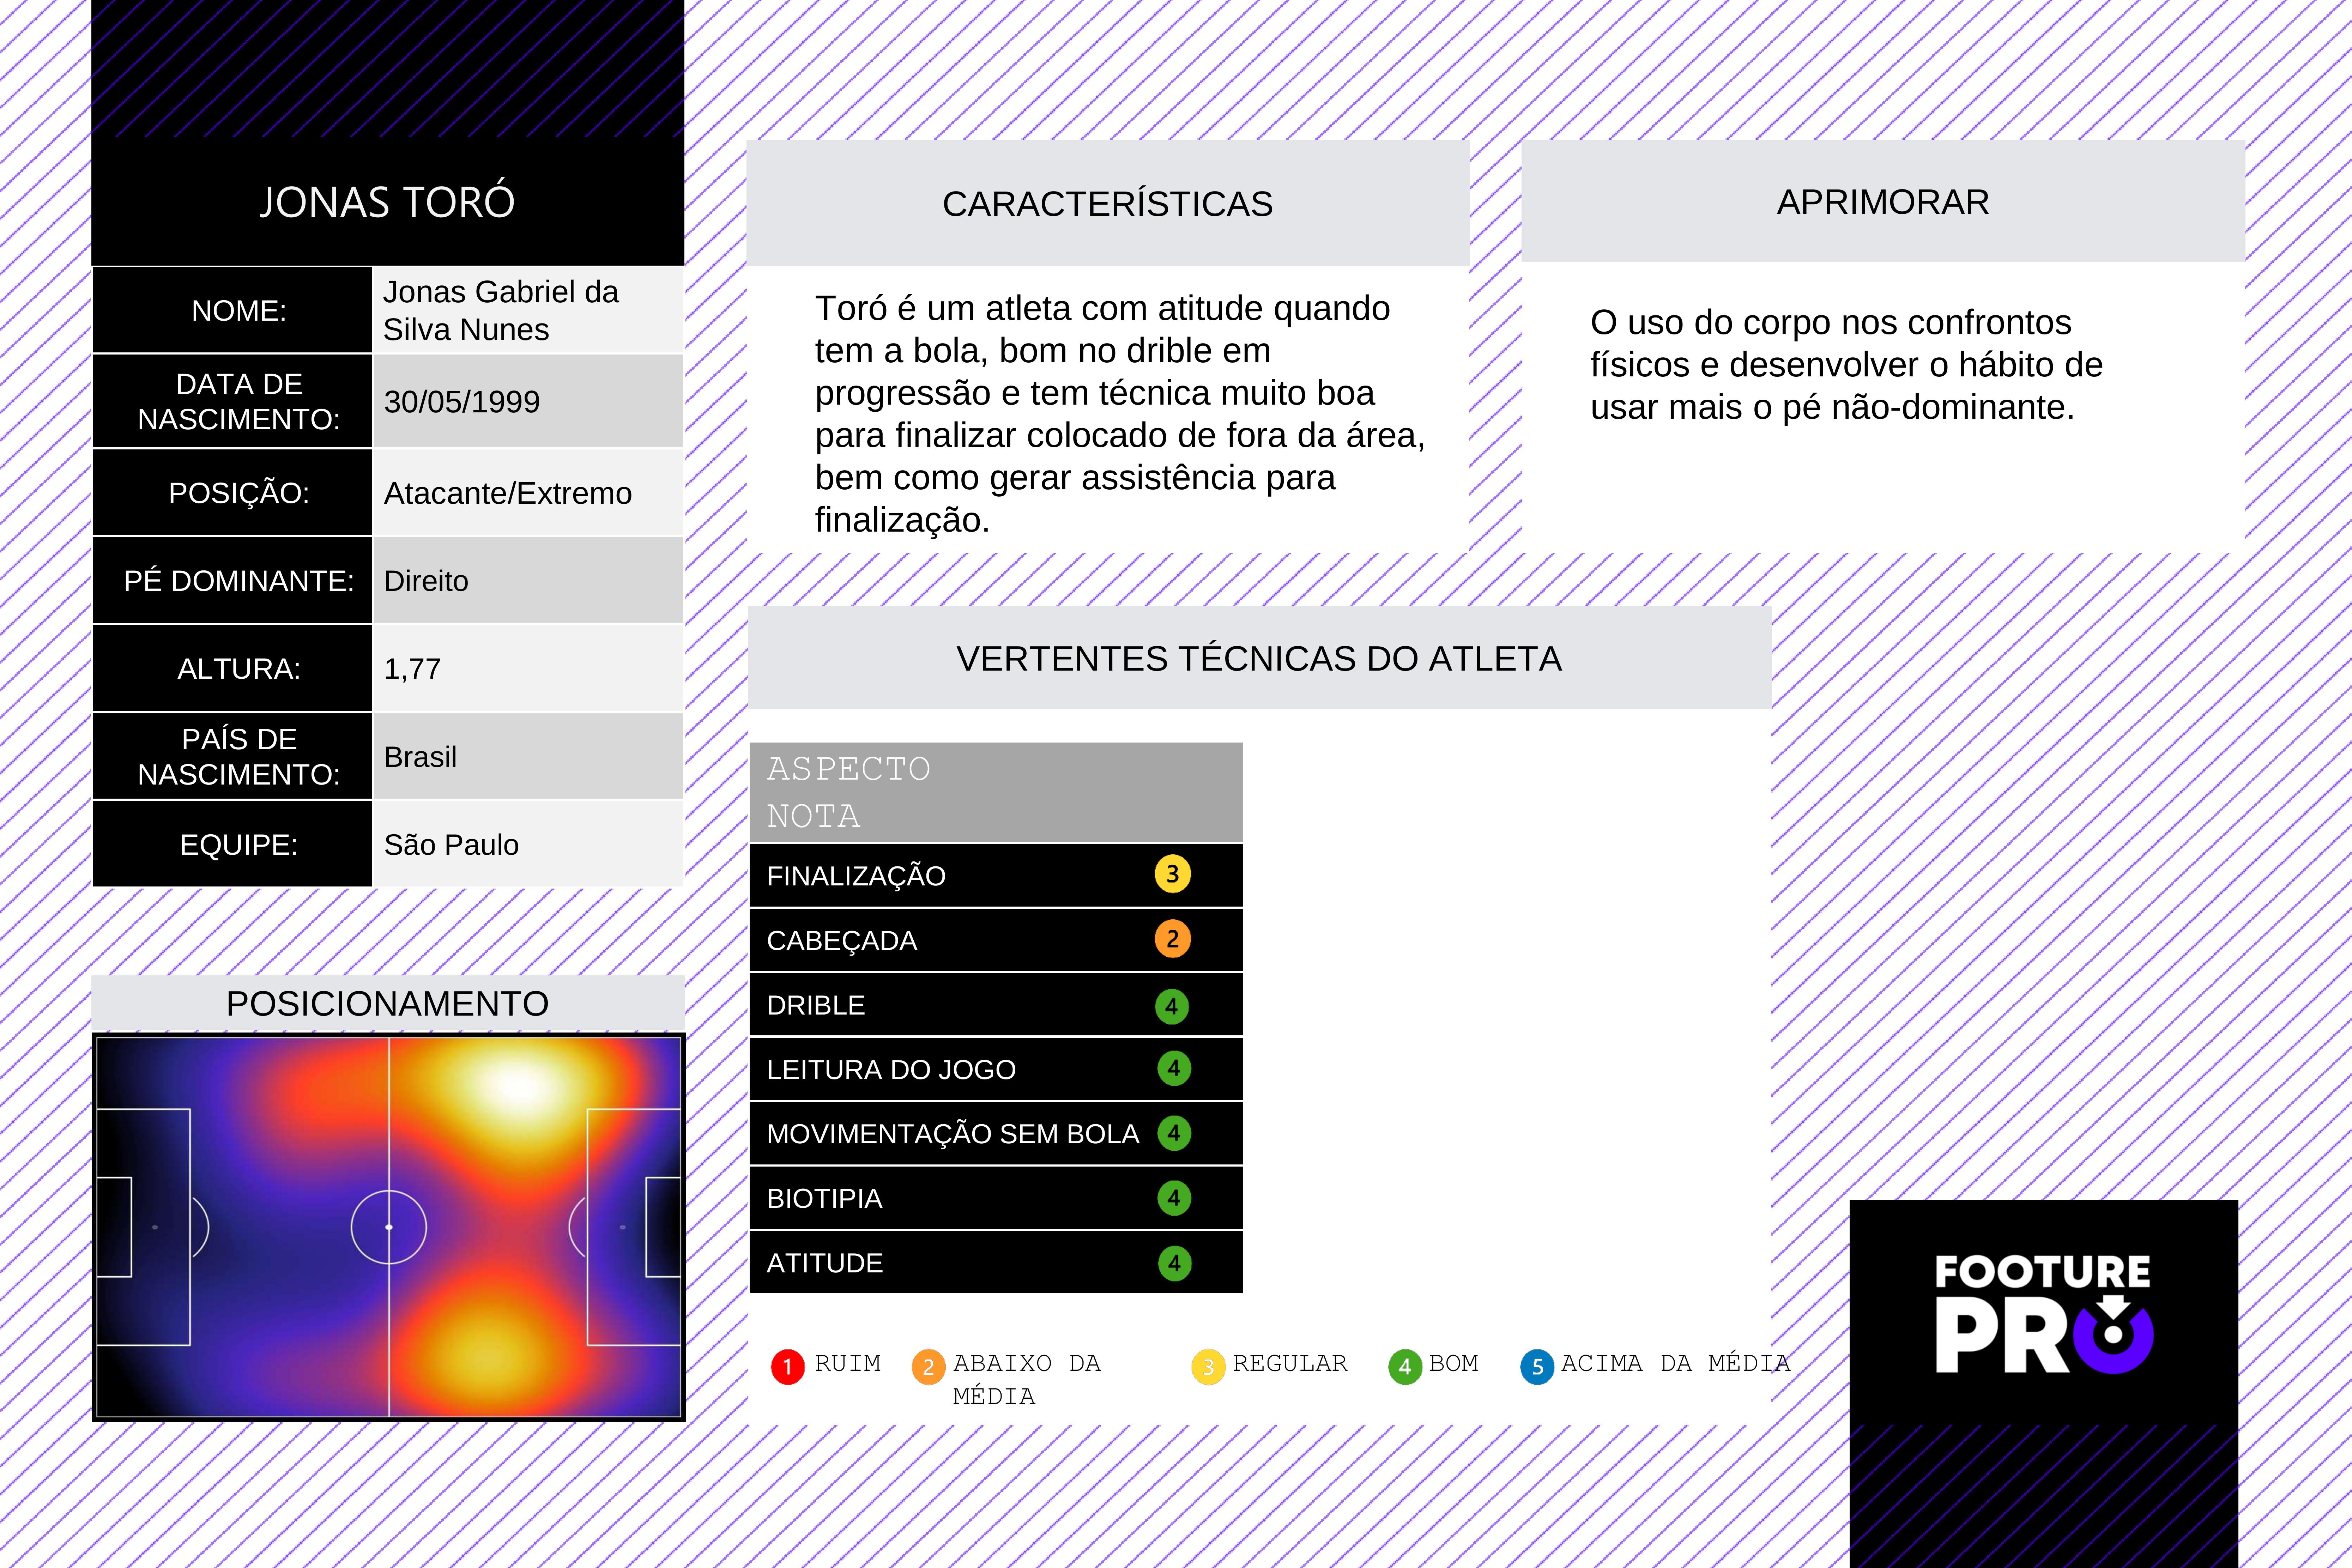 JONAS TORÓ
NOME:
Jonas Gabriel da
Silva Nunes
DATA DE
NASCIMENTO:
30/05/1999
POSIÇÃO:
Atacante/Extremo
PÉ DOMINANTE:
Direito
ALTURA:
1,77
PAÍS DE
NASCIMENTO:
Brasil
EQUIPE:
São Paulo
POSICIONAMENTO
CARACTERÍSTICAS
Toró é um atleta com atitude quando
tem a bola, bom no drible em
progressão e tem técnica muito boa
para finalizar colocado de fora da área,
bem como gerar assistência para
finalização.
APRIMORAR
O uso do corpo nos confrontos
físicos e desenvolver o hábito de
usar mais o pé não-dominante.
VERTENTES TÉCNICAS DO ATLETA
ASPECTO
NOTA
FINALIZAÇÃO 3
CABEÇADA 2
DRIBLE 4
LEITURA DO JOGO 4
MOVIMENTAÇÃO SEM BOLA 4
BIOTIPIA 4
ATITUDE 4
1 RUIM
2 ABAIXO DA
MÉDIA
3 REGULAR
4 BOM
5 ACIMA DA MÉDIA
FOOTURE
PRO